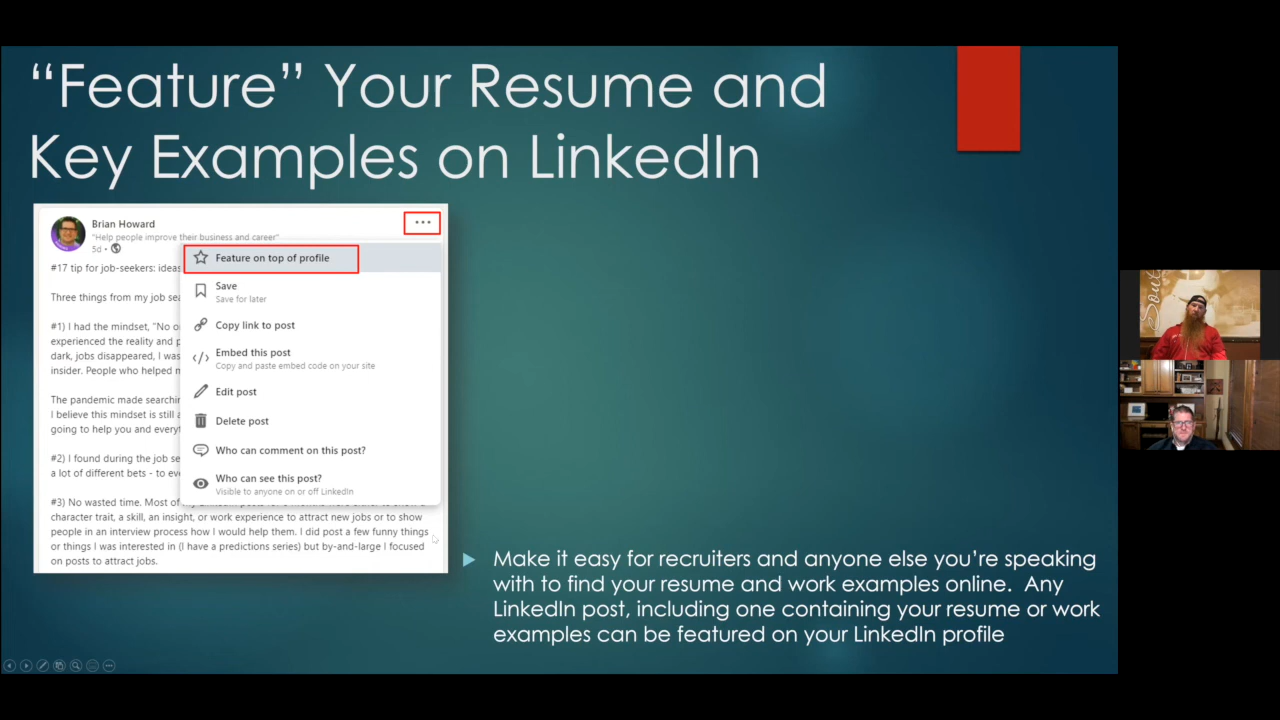 “Feature” Your Resume and
Key Examples on LinkedIn
Brian Howard
"Help people improve their business and career"
5d •
#17 tip for job-seekers: ideas
Three things from my job sea
#1) I had the mindset, "No o
experienced the reality and p
dark, jobs disappeared, I was
insider. People who helped m
The pandemic made searchin
I believe this mindset is still a
going to help you and everyt
#2) I found during the job se
a lot of different bets - to eve
#3) No wasted time. Most of
character trait, a skill, an insight, or work experience to attract new jobs or to show
people in an interview process how I would help them. I did post a few funny things
or things I was interested in (I have a predictions series) but by-and-large I focused
on posts to attract jobs.
Feature on top of profile
Save
Save for later
Copy link to post
Embed this post
Copy and paste embed code on your site
Edit post
Delete post
Who can comment on this post?
Who can see this post?
Visible to anyone on or off LinkedIn
Make it easy for recruiters and anyone else you’re speaking
with to find your resume and work examples online. Any
LinkedIn post, including one containing your resume or work
examples can be featured on your LinkedIn profile
Sout